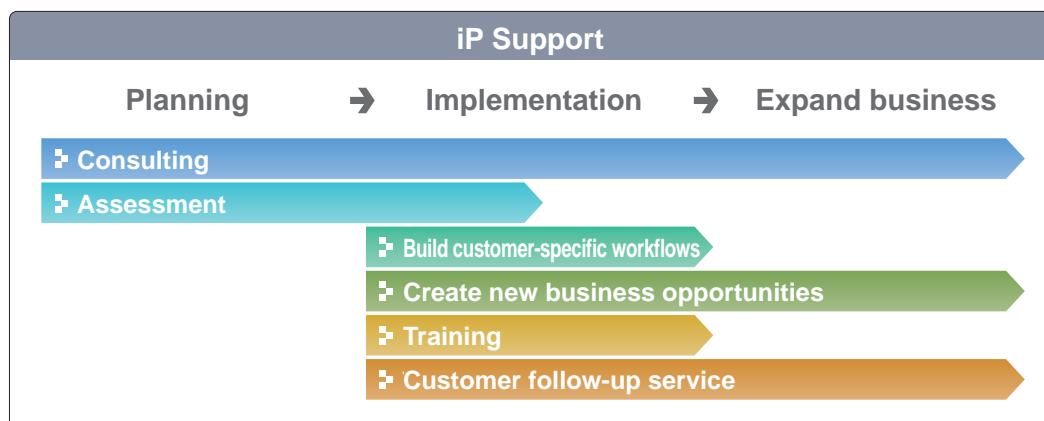 iP Support
Planning ➔ Implementation ➔ Expand business
Consulting
Assessment
Build customer-specific workflows
Create new business opportunities
Training
Customer follow-up service